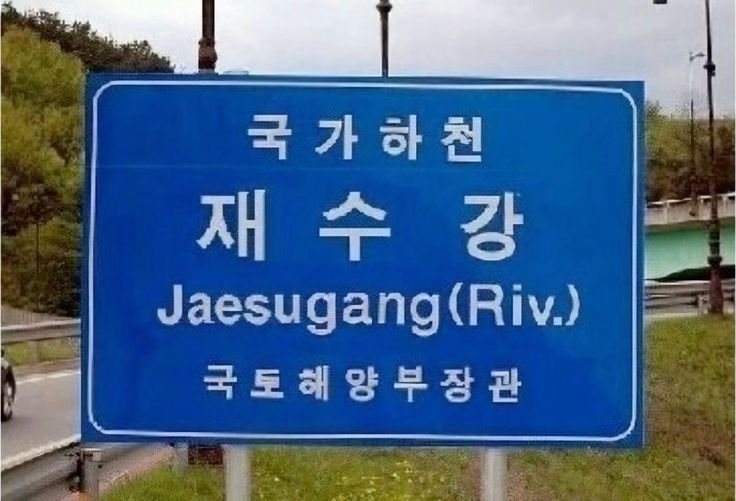 국가하천
재수강
Jaesugang(Riv.)
국토해양부장관